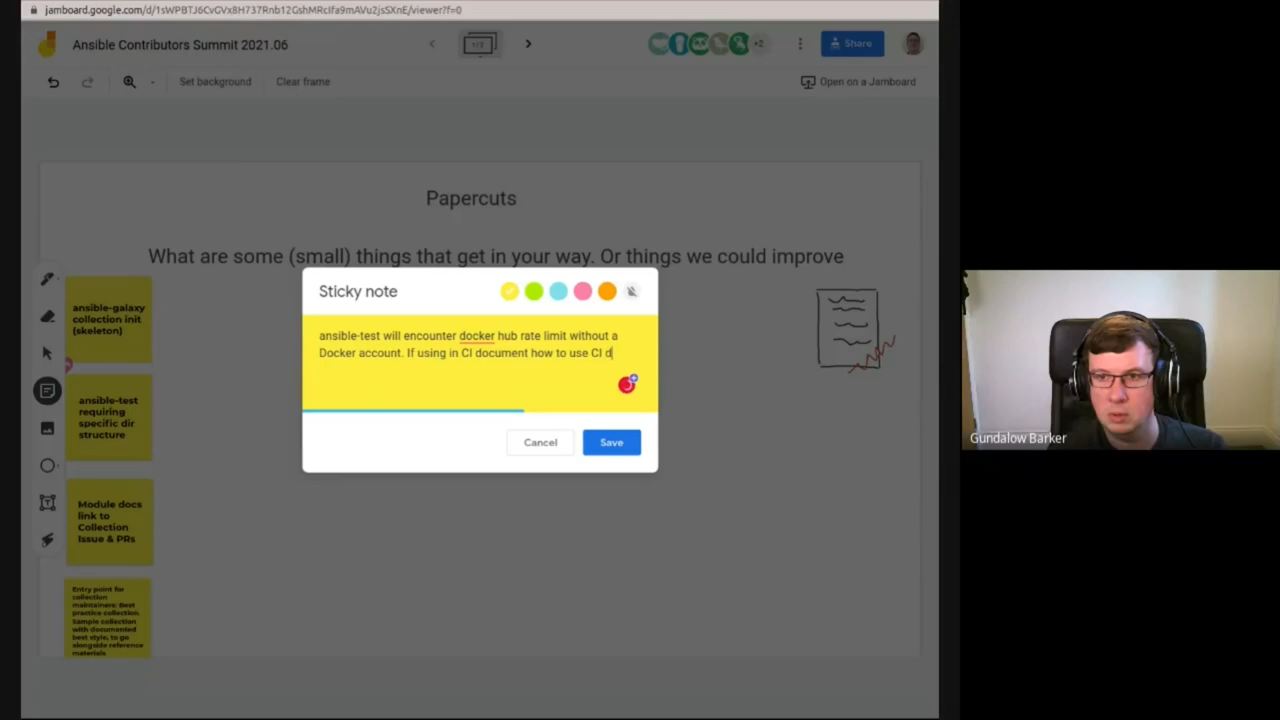 jamboard.google.com/d/1sWPBTJ6CvGVx8H737Rnb12GshMRcIfa9mAVu2jsSXnE/viewer?f=0
Ansible Contributors Summit 2021.06
1/7
+2
Share
Set background
Clear frame
Open on a Jamboard
Papercuts
What are some (small) things that get in your way. Or things we could improve
Sticky note
ansible-test will encounter docker hub rate limit without a
Docker account. If using in CI document how to use CI d
Cancel
Save
ansible-galaxy
collection init
(skeleton)
ansible-test
requiring
specific dir
structure
Module docs
link to
Collection
Issue & PRs
Entry point for
collection
maintainers: Best
practice collection.
Sample collection
with documented
best style, to go
alongside reference
materials
Gundalow Barker